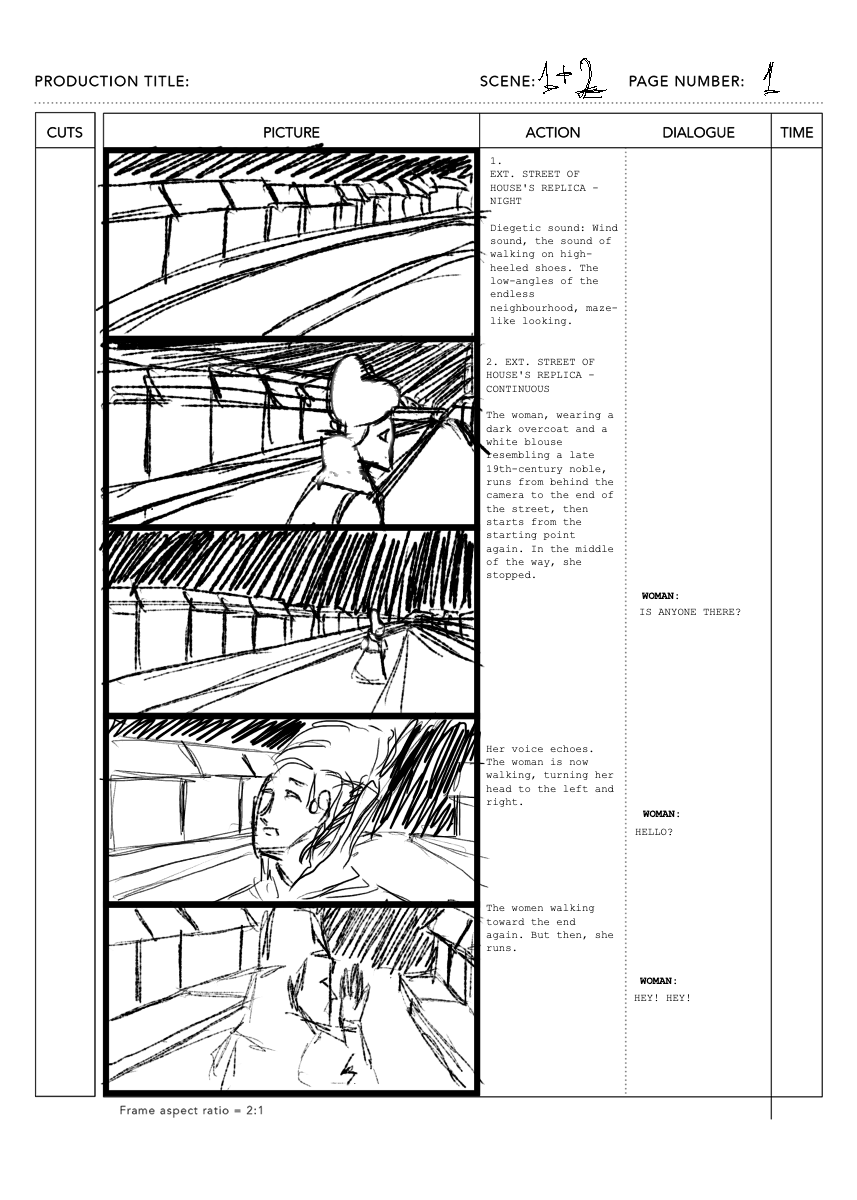 PRODUCTION TITLE: SCENE: 1+2 PAGE NUMBER: 1
CUTS PICTURE ACTION DIALOGUE TIME
1.
EXT. STREET OF
HOUSE'S REPLICA –
NIGHT
Diegetic sound: Wind
sound, the sound of
walking on high-
heeled shoes. The
low-angles of the
endless
neighbourhood, maze-
like looking.
2. EXT. STREET OF
HOUSE'S REPLICA –
CONTINUOUS
The woman, wearing a
dark overcoat and a
white blouse
resembling a late
19th-century noble,
runs from behind the
camera to the end of
the street, then
starts from the
starting point
again. In the middle
of the way, she
stopped.
WOMAN:
IS ANYONE THERE?
Her voice echoes.
The woman is now
walking, turning her
head to the left and
right.
WOMAN:
HELLO?
The women walking
toward the end
again. But then, she
runs.
WOMAN:
HEY! HEY!
Frame aspect ratio = 2:1